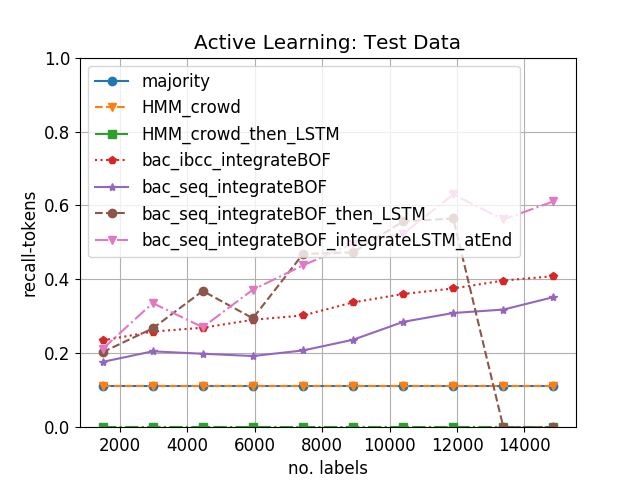 Active Learning: Test Data
majority
HMM_crowd
HMM_crowd_then_LSTM
bac_ibcc_integrateBOF
bac_seq_integrateBOF
bac_seq_integrateBOF_then_LSTM
bac_seq_integrateBOF_integrateLSTM_atEnd
recall-tokens
1.0
0.8
0.6
0.4
0.2
0.0
2000 4000 6000 8000 10000 12000 14000
no. labels